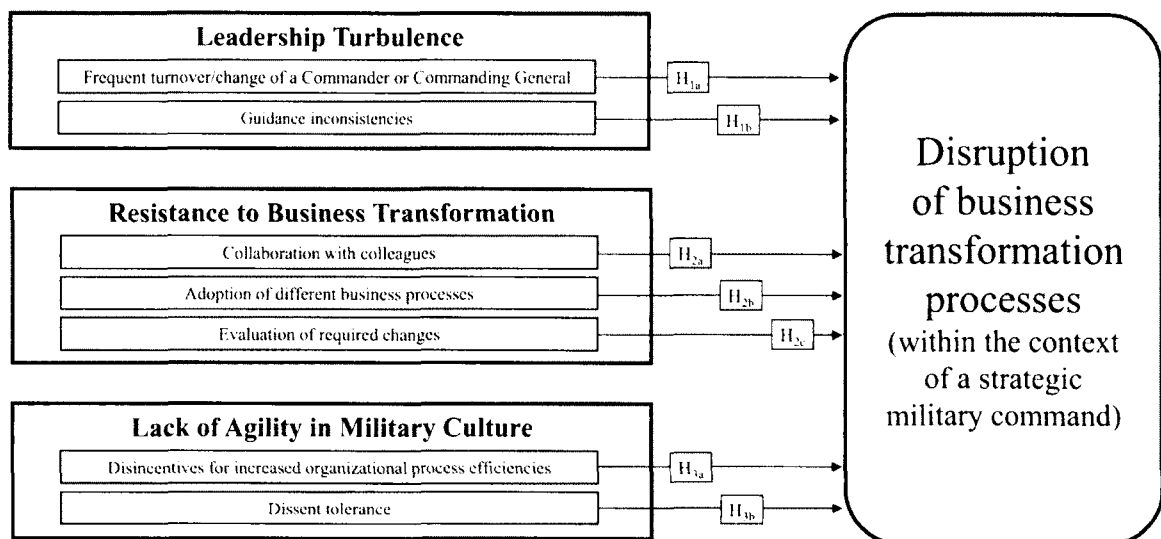 Leadership Turbulence
Frequent turnover/change of a Commander or Commanding General
H1a
Guidance inconsistencies
H1b
Resistance to Business Transformation
Collaboration with colleagues
H2a
Adoption of different business processes
H2b
Evaluation of required changes
H2c
Lack of Agility in Military Culture
Disincentives for increased organizational process efficiencies
H3a
Dissent tolerance
H3b
Disruption
of business
transformation
processes
(within the context
of a strategic
military command)